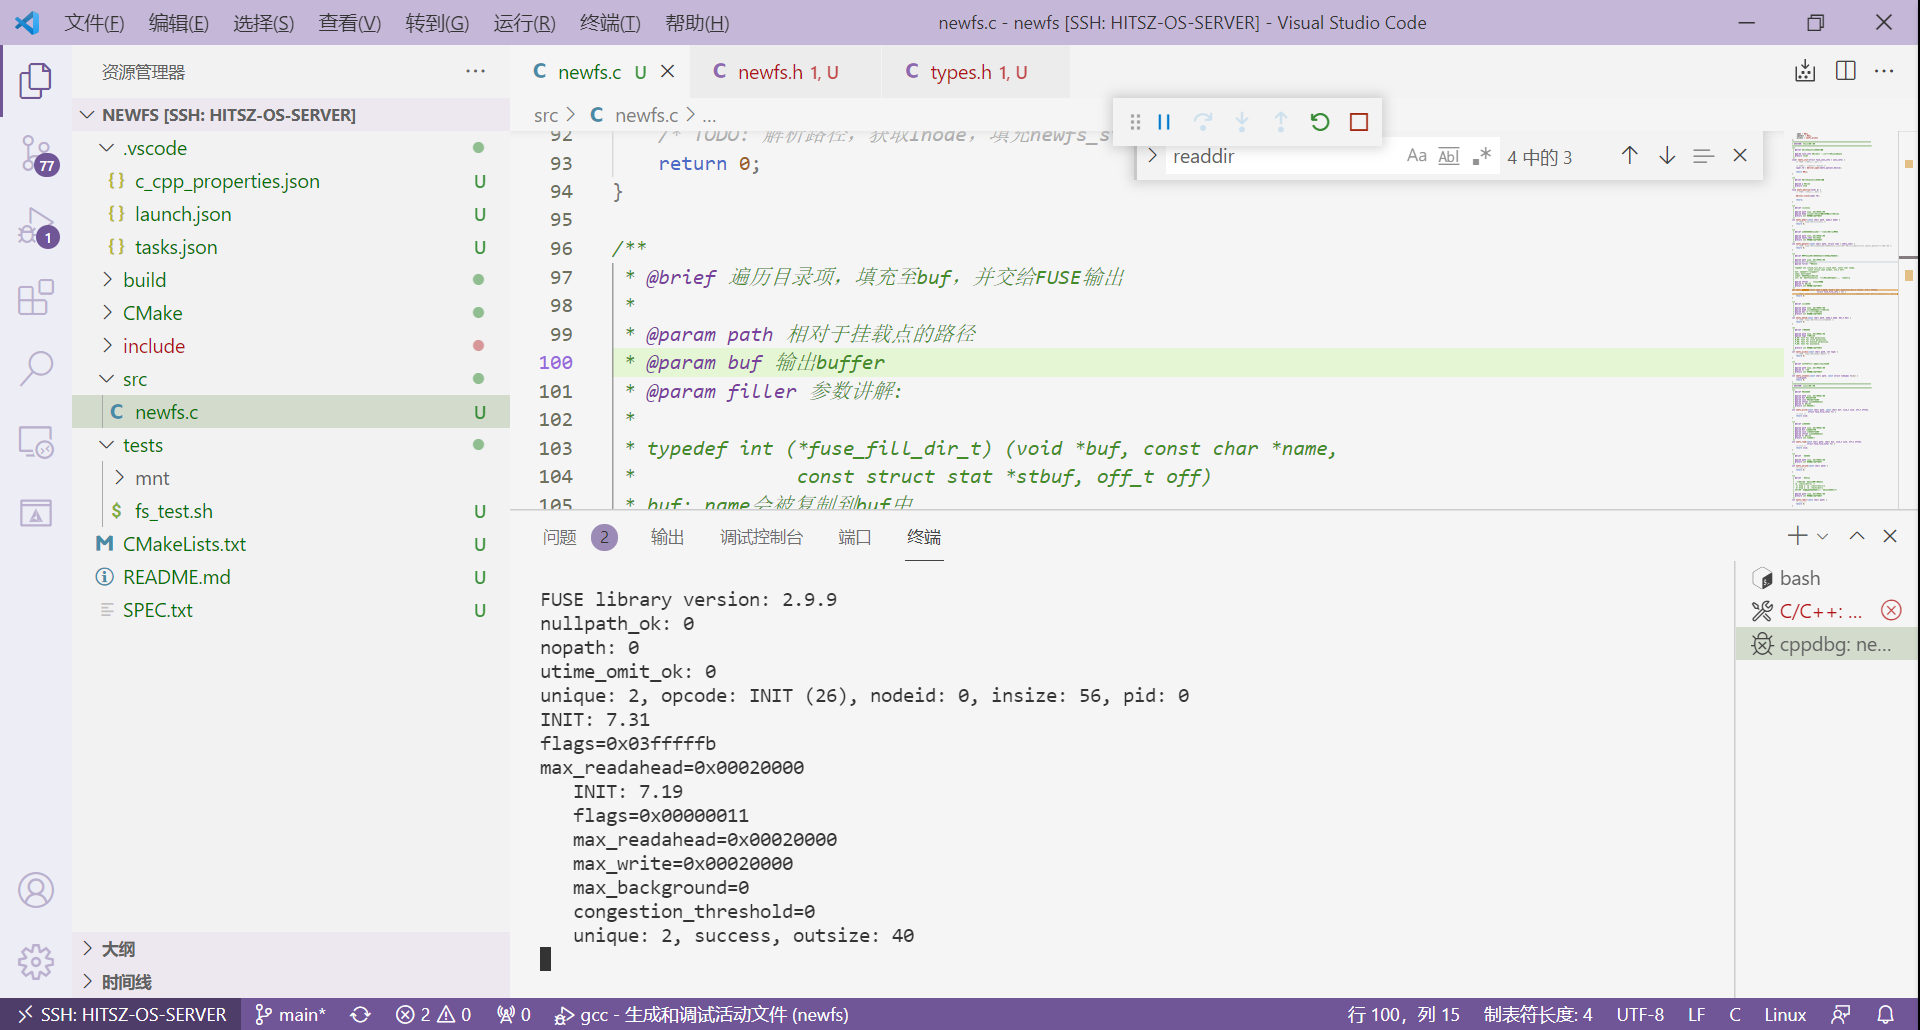 文件(F) 编辑(E) 选择(S) 查看(V) 转到(G) 运行(R) 终端(T) 帮助(H) newfs.c - newfs [SSH: HITSZ-OS-SERVER] - Visual Studio Code
资源管理器
NEWFS [SSH: HITSZ-OS-SERVER]
.vscode
c_cpp_properties.json U
launch.json U
tasks.json U
build
CMake
include
src
newfs.c U
tests
mnt
fs_test.sh U
CMakeLists.txt U
README.md U
SPEC.txt U
大纲
时间线
77
1
newfs.c U newfs.h 1, U types.h 1, U
src > newfs.c > ...
readdir Aa Abl 4 中的 3
92 /* TODO: 解析路径，获取Inode，填充newfs_s
93 return 0;
94 }
95
96 /**
97 * @brief 遍历目录项，填充至buf，并交给FUSE输出
98 *
99 * @param path 相对于挂载点的路径
100 * @param buf 输出buffer
101 * @param filler 参数讲解:
102 *
103 * typedef int (*fuse_fill_dir_t) (void *buf, const char *name,
104 * const struct stat *stbuf, off_t off)
105 * buf: name会被复制到buf中
问题 2 输出 调试控制台 端口 终端
FUSE library version: 2.9.9
nullpath_ok: 0
nopath: 0
utime_omit_ok: 0
unique: 2, opcode: INIT (26), nodeid: 0, insize: 56, pid: 0
INIT: 7.31
flags=0x03fffffb
max_readahead=0x00020000
INIT: 7.19
flags=0x00000011
max_readahead=0x00020000
max_write=0x00020000
max_background=0
congestion_threshold=0
unique: 2, success, outsize: 40
bash
C/C++: ...
cppdbg: ne...
SSH: HITSZ-OS-SERVER main* 2 0 0 gcc - 生成和调试活动文件 (newfs) 行 100，列 15 制表符长度: 4 UTF-8 LF C Linux